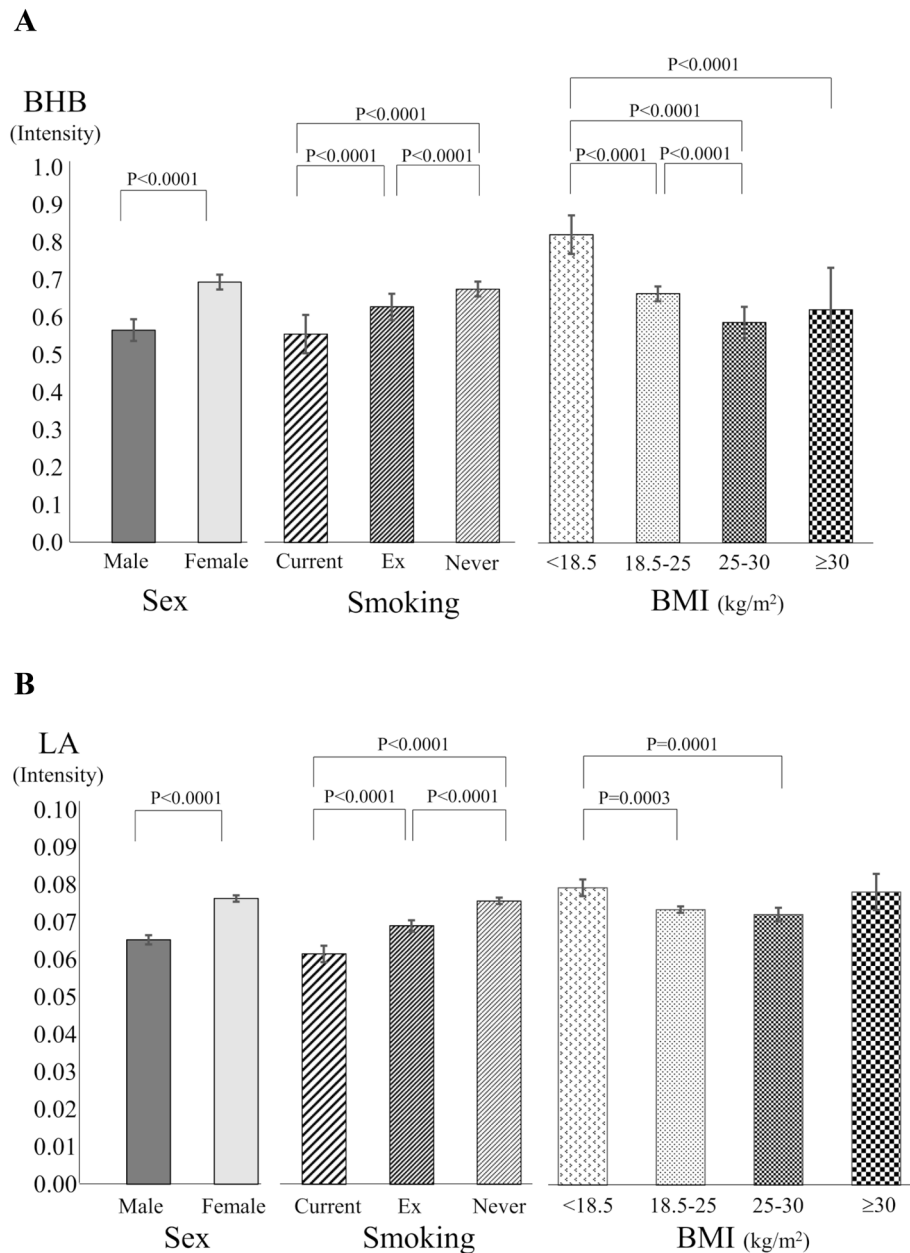 A
BHB
(Intensity)
P<0.0001
P<0.0001
P<0.0001 P<0.0001
P<0.0001
P<0.0001
P<0.0001 P<0.0001
1.0
0.9
0.8
0.7
0.6
0.5
0.4
0.3
0.2
0.1
0.0
Male Female
Current Ex Never
<18.5 18.5-25 25-30 ≥30
Sex Smoking BMI (kg/m²)
B
LA
(Intensity)
P<0.0001
P<0.0001
P<0.0001 P<0.0001
P=0.0001
P=0.0003
0.10
0.09
0.08
0.07
0.06
0.05
0.04
0.03
0.02
0.01
0.00
Male Female
Current Ex Never
<18.5 18.5-25 25-30 ≥30
Sex Smoking BMI (kg/m²)